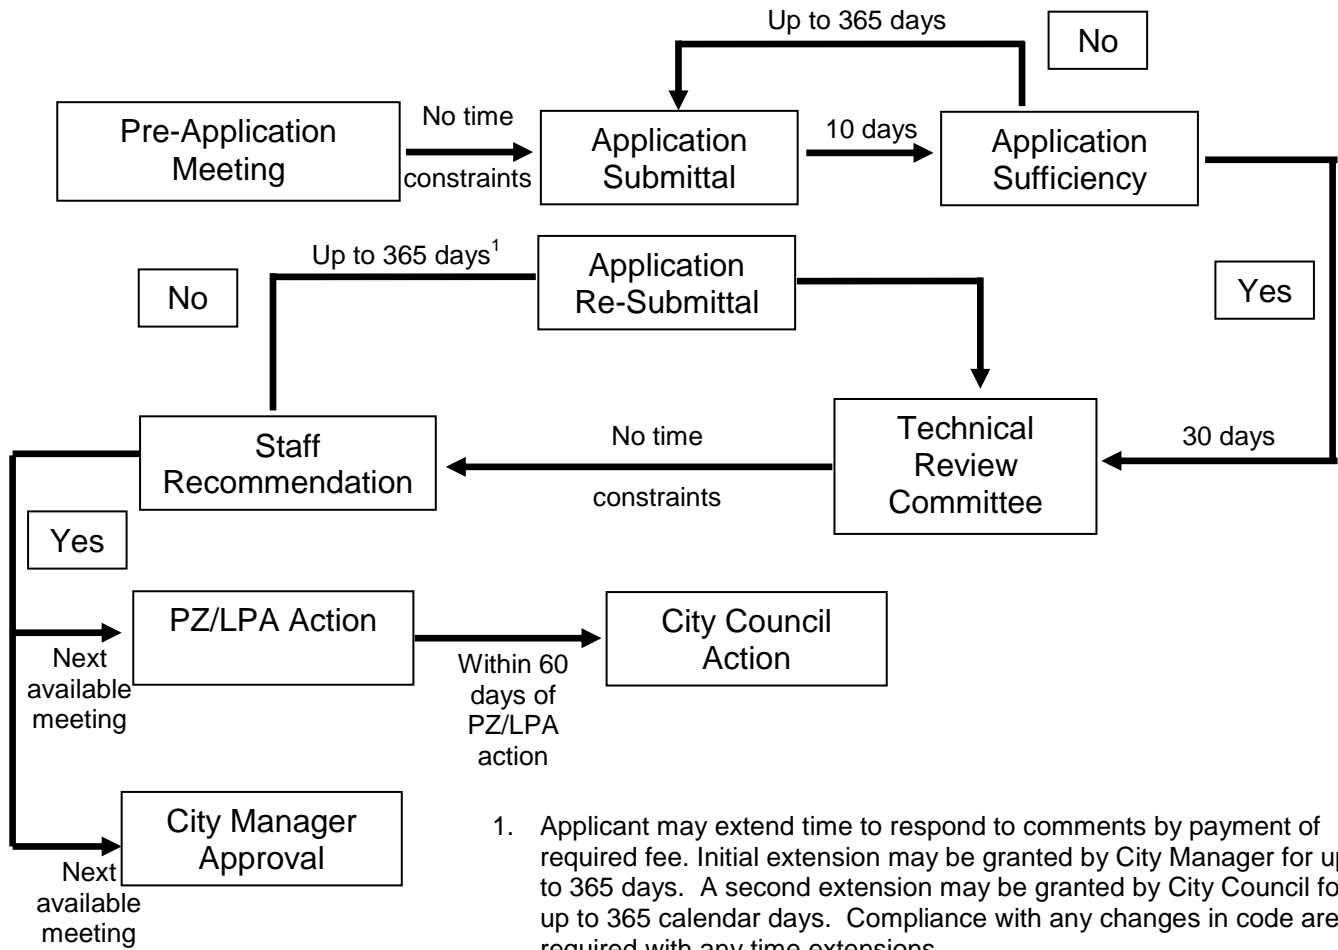 Up to 365 days
No
Pre-Application
Meeting
No time
constraints
Application
Submittal
10 days
Application
Sufficiency
Up to 365 days1
No
Application
Re-Submittal
Yes
Staff
Recommendation
No time
constraints
Technical
Review
Committee
30 days
Yes
PZ/LPA Action
City Council
Action
Next
available
meeting
Within 60
days of
PZ/LPA
action
City Manager
Approval
Next
available
meeting
1. Applicant may extend time to respond to comments by payment of
required fee. Initial extension may be granted by City Manager for
to 365 days. A second extension may be granted by City Council
up to 365 calendar days. Compliance with any changes in code are
required with any time extensions